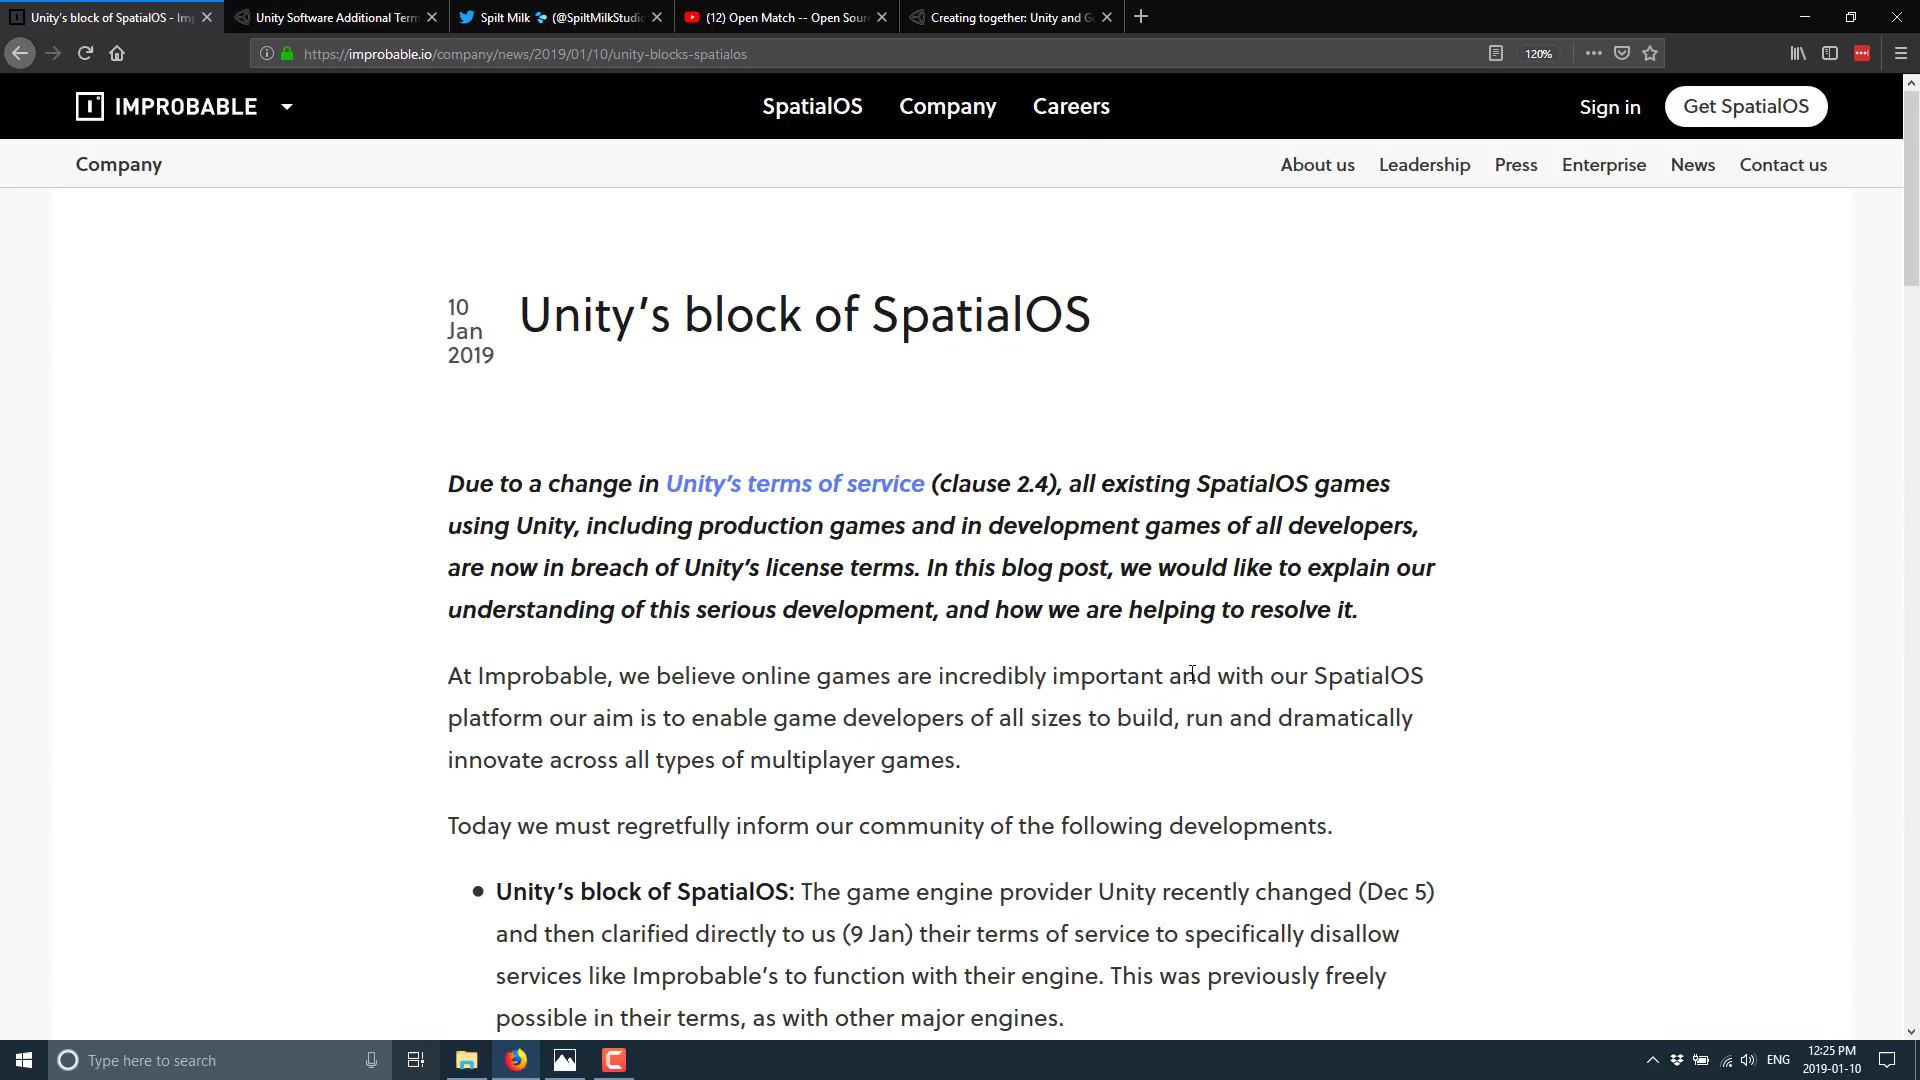 Unity's block of SpatialOS - Im
Unity Software Additional Term
Spilt Milk (@SpiltMilkStudi
(12) Open Match -- Open Sour
Creating together: Unity and G
https://improbable.io/company/news/2019/01/10/unity-blocks-spatialos
120%
IMPROBABLE
SpatialOS Company Careers
Sign in Get SpatialOS
Company
About us Leadership Press Enterprise News Contact us
10
Jan
2019
Unity's block of SpatialOS
Due to a change in Unity's terms of service (clause 2.4), all existing SpatialOS games
using Unity, including production games and in development games of all developers,
are now in breach of Unity's license terms. In this blog post, we would like to explain our
understanding of this serious development, and how we are helping to resolve it.
At Improbable, we believe online games are incredibly important and with our SpatialOS
platform our aim is to enable game developers of all sizes to build, run and dramatically
innovate across all types of multiplayer games.
Today we must regretfully inform our community of the following developments.
Unity's block of SpatialOS: The game engine provider Unity recently changed (Dec 5)
and then clarified directly to us (9 Jan) their terms of service to specifically disallow
services like Improbable's to function with their engine. This was previously freely
possible in their terms, as with other major engines.
Type here to search
ENG
12:25 PM
2019-01-10